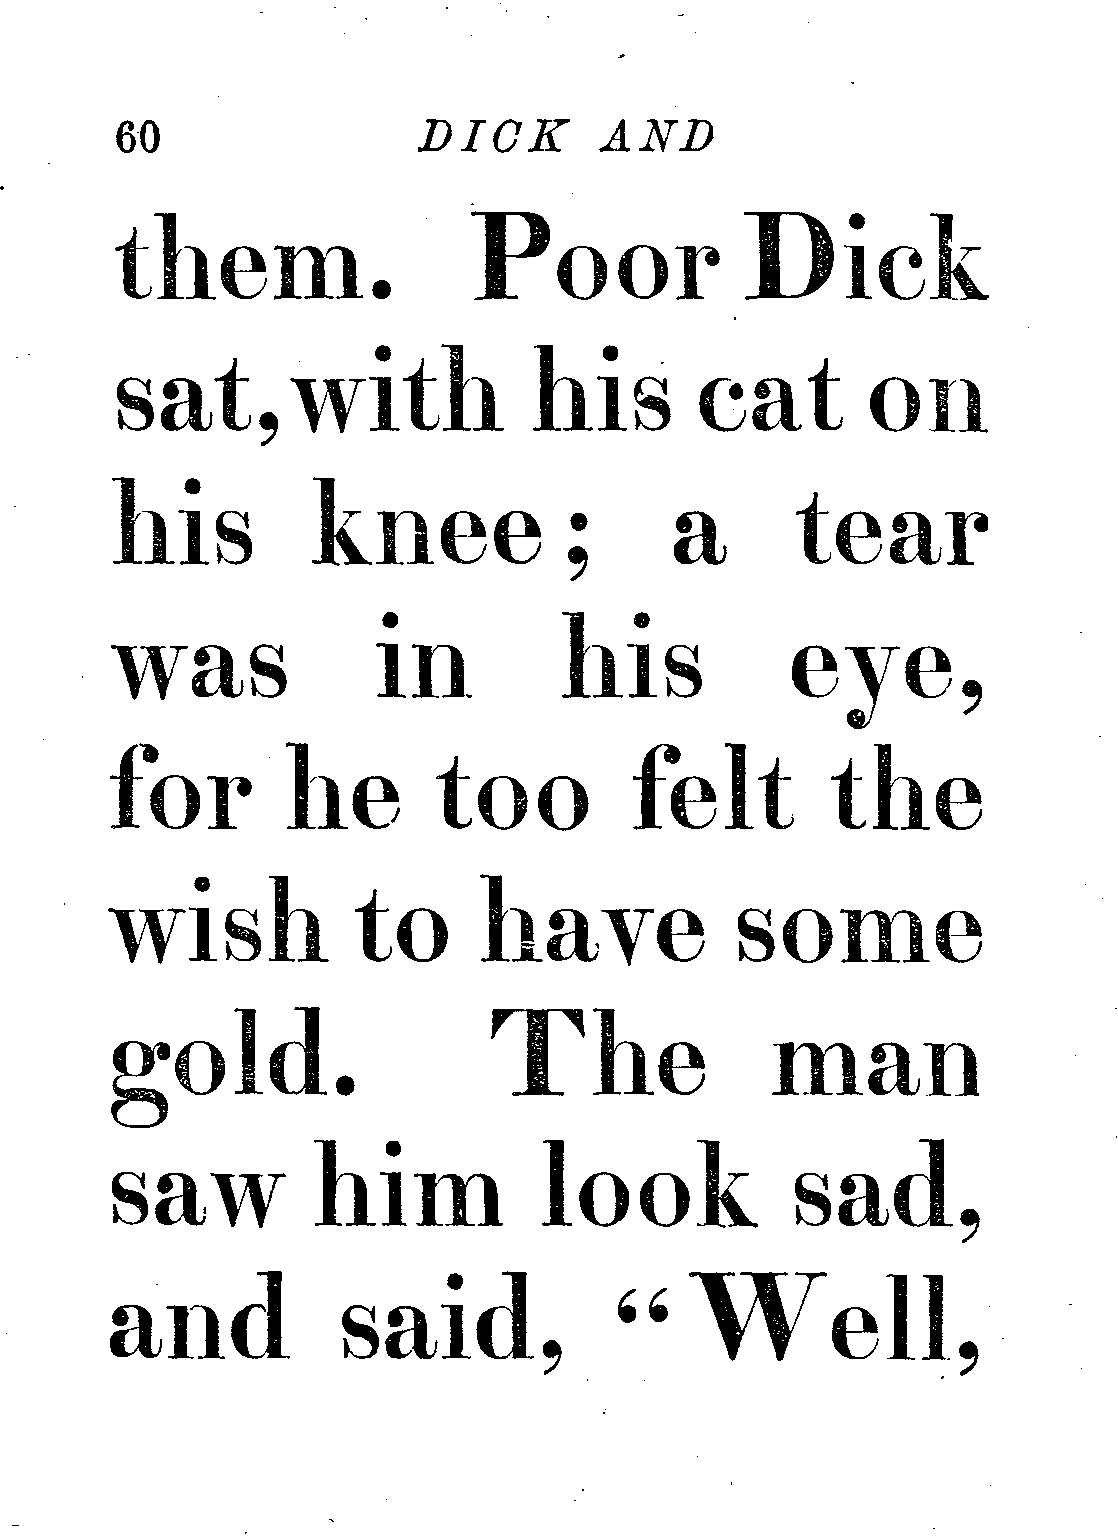 60 DICK AND
them. Poor Dick
sat, with his cat on
his knee; a tear
was in his eye,
for he too felt the
wish to have some
gold. The man
saw him look sad,
and said, “Well,